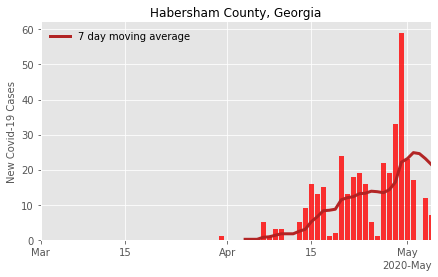 Habersham County, Georgia
7 day moving average
New Covid-19 Cases
60
50
40
30
20
10
0
Mar 15 Apr 15 May
2020-May